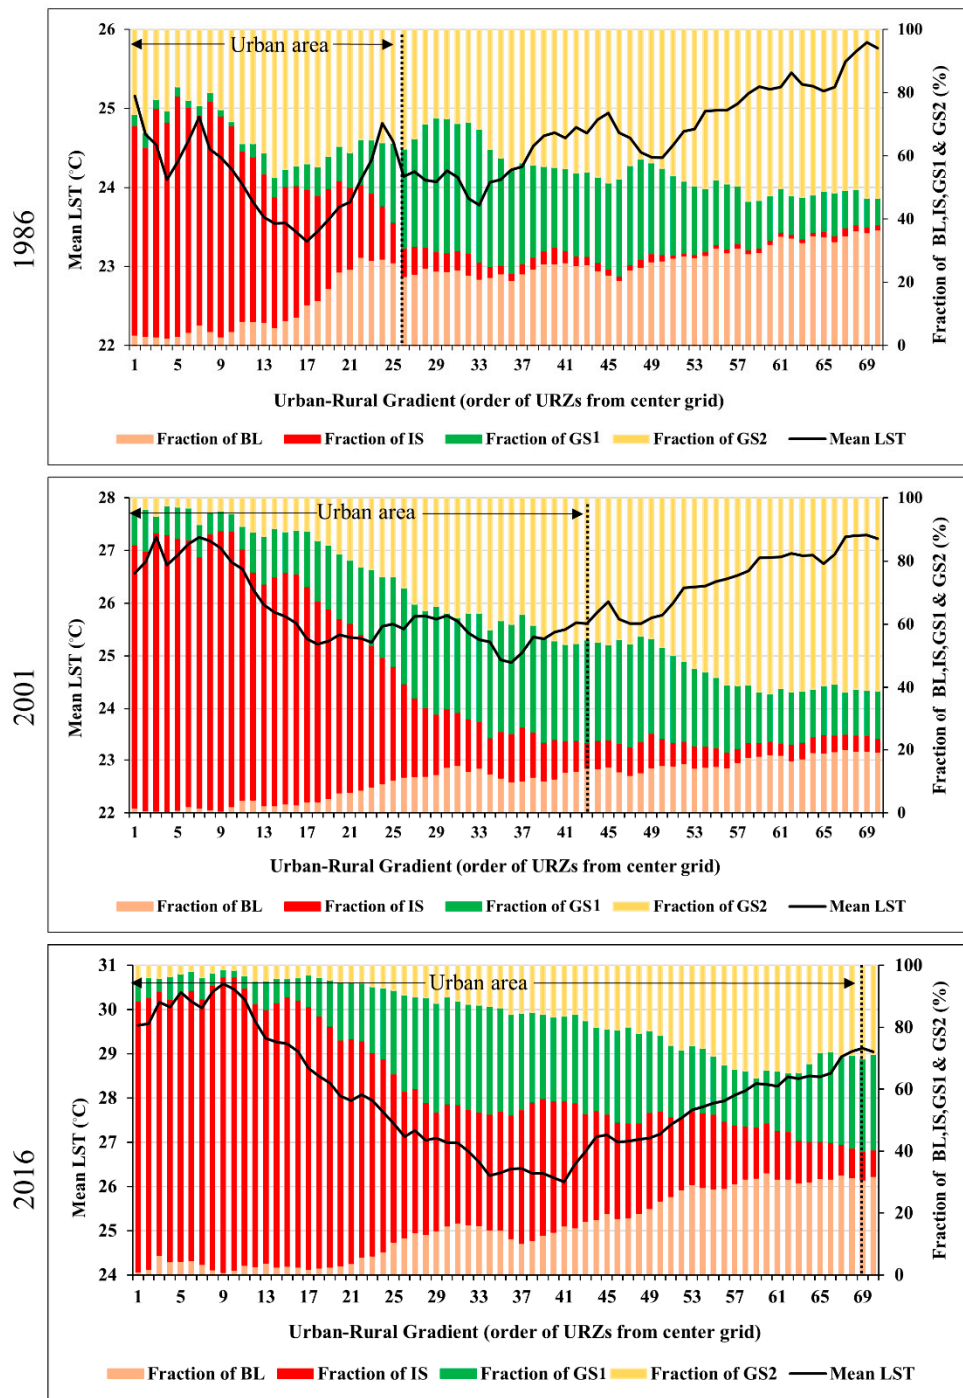 1986
Mean LST (°C)
26
25
24
23
22
Urban area
100
80
60
40
20
0
Fraction of BL,IS,GS1 & GS2 (%)
1 5 9 13 17 21 25 29 33 37 41 45 49 53 57 61 65 69
Urban-Rural Gradient (order of URZs from center grid)
Fraction of BL Fraction of IS Fraction of GS1 Fraction of GS2 Mean LST
2001
Mean LST (°C)
28
27
26
25
24
23
22
Urban area
100
80
60
40
20
0
Fraction of BL,IS,GS1 & GS2 (%)
1 5 9 13 17 21 25 29 33 37 41 45 49 53 57 61 65 69
Urban-Rural Gradient (order of URZs from center grid)
Fraction of BL Fraction of IS Fraction of GS1 Fraction of GS2 Mean LST
2016
Mean LST (°C)
31
30
29
28
27
26
25
24
Urban area
100
80
60
40
20
0
Fraction of BL,IS,GS1 & GS2 (%)
1 5 9 13 17 21 25 29 33 37 41 45 49 53 57 61 65 69
Urban-Rural Gradient (order of URZs from center grid)
Fraction of BL Fraction of IS Fraction of GS1 Fraction of GS2 Mean LST